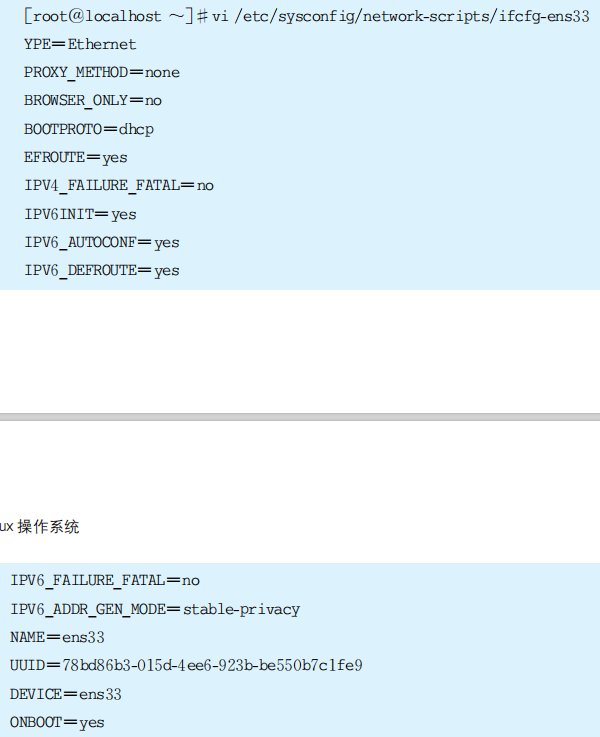 [root@localhost ~]# vi /etc/sysconfig/network-scripts/ifcfg-ens33
YPE=Ethernet
PROXY_METHOD=none
BROWSER_ONLY=no
BOOTPROTO=dhcp
EFROUTE=yes
IPV4_FAILURE_FATAL=no
IPV6INIT=yes
IPV6_AUTOCONF=yes
IPV6_DEFROUTE=yes
ux 操作系统
IPV6_FAILURE_FATAL=no
IPV6_ADDR_GEN_MODE=stable-privacy
NAME=ens33
UUID=78bd86b3-015d-4ee6-923b-be550b7c1fe9
DEVICE=ens33
ONBOOT=yes